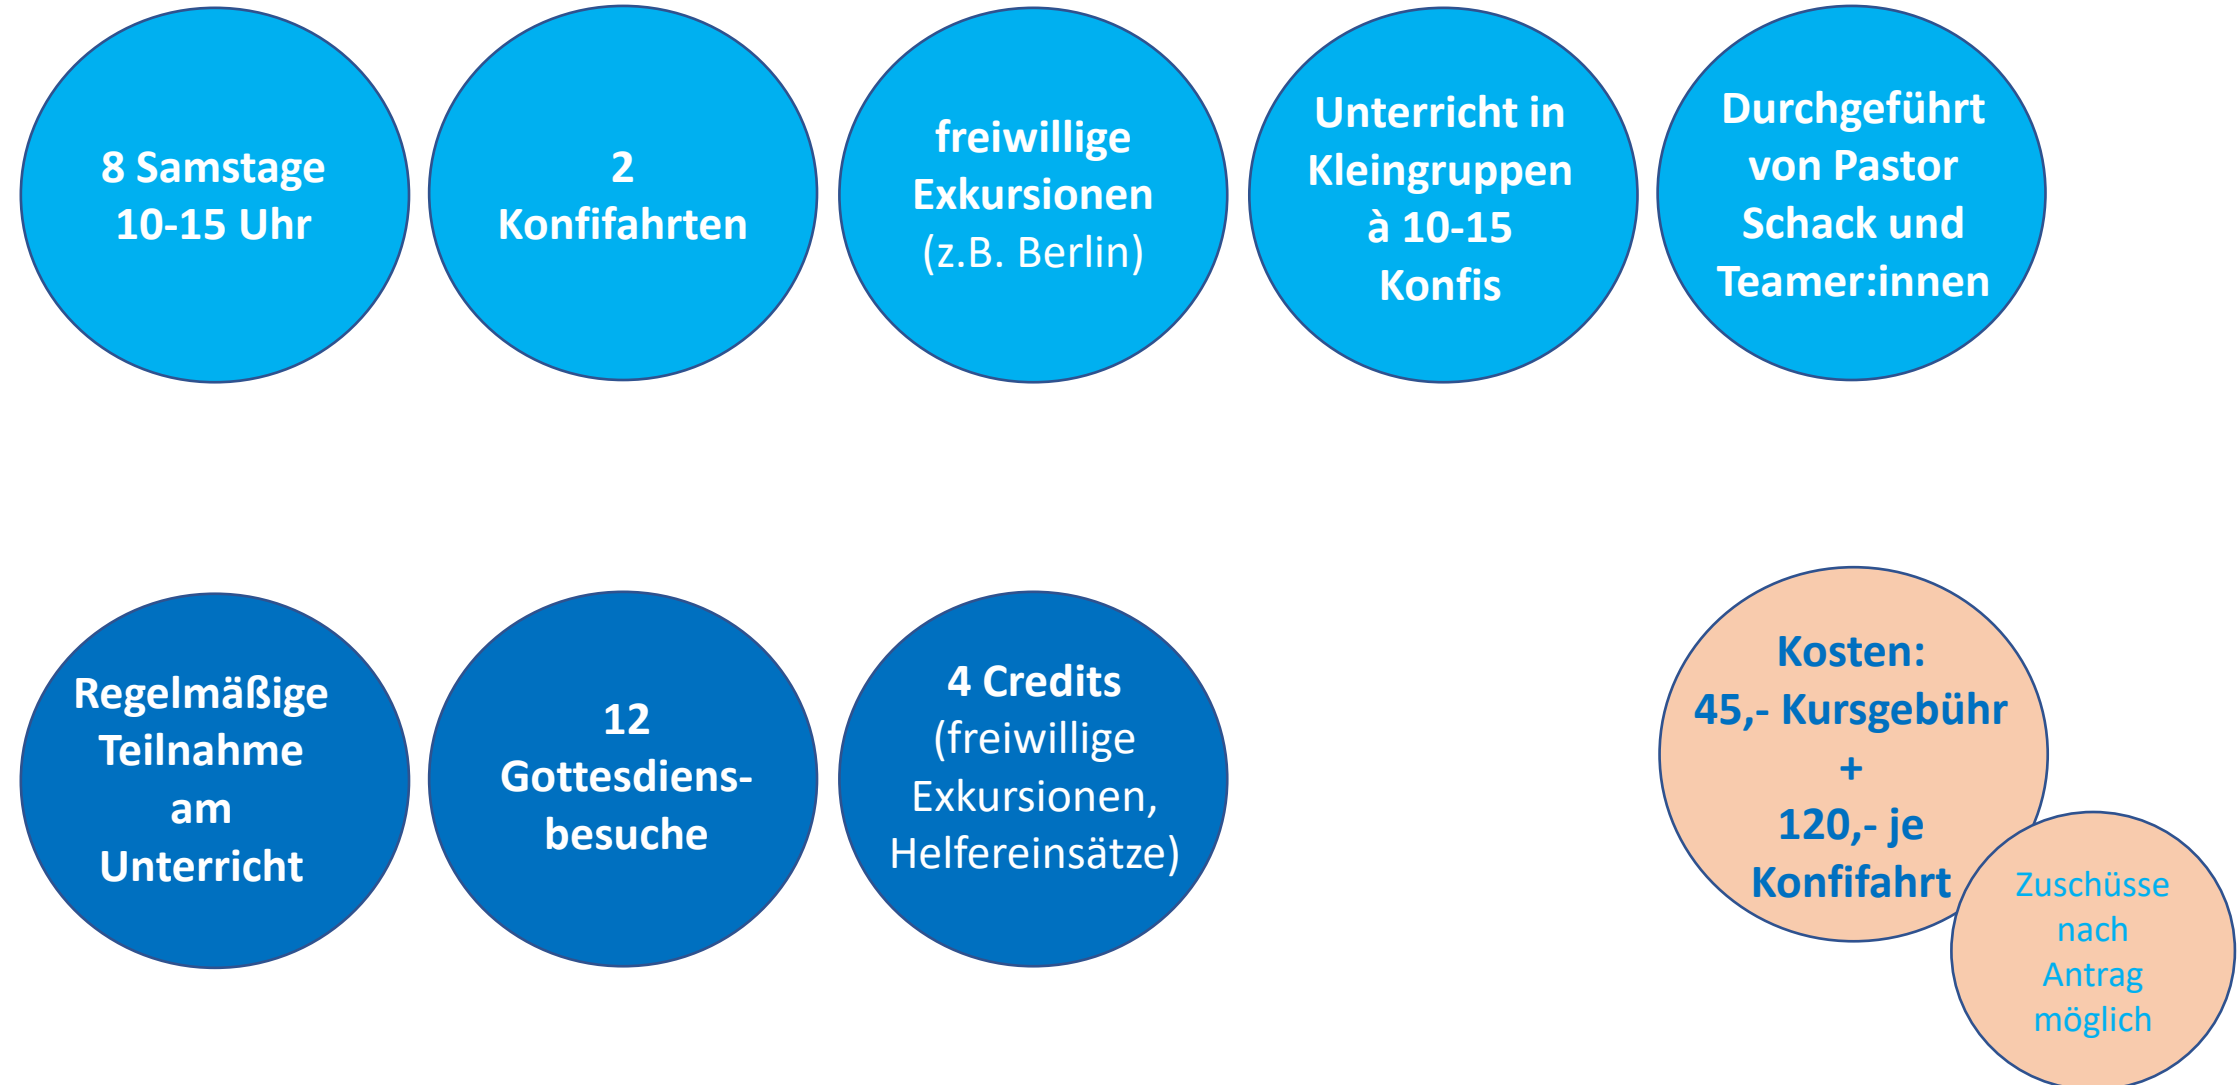 8 Samstage
10-15 Uhr
2
Konfifahrten
freiwillige
Exkursionen
(z.B. Berlin)
Unterricht in
Kleingruppen
à 10-15
Konfis
Durchgeführt
von Pastor
Schack und
Teamer:innen
Regelmäßige
Teilnahme
am
Unterricht
12
Gottesdiens-
besuche
4 Credits
(freiwillige
Exkursionen,
Helfereinsätze)
Kosten:
45,- Kursgebühr
+
120,- je
Konfifahrt
Zuschüsse
nach
Antrag
möglich